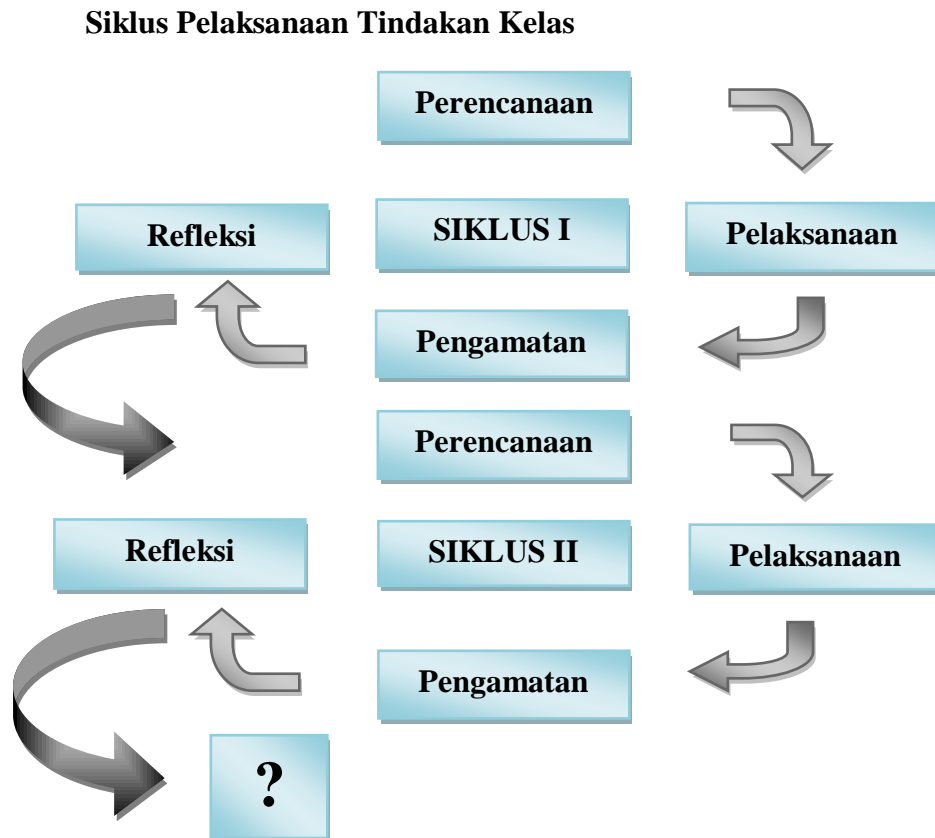 Siklus Pelaksanaan Tindakan Kelas
Perencanaan
Refleksi
SIKLUS I
Pelaksanaan
Pengamatan
Perencanaan
Refleksi
SIKLUS II
Pelaksanaan
Pengamatan
?